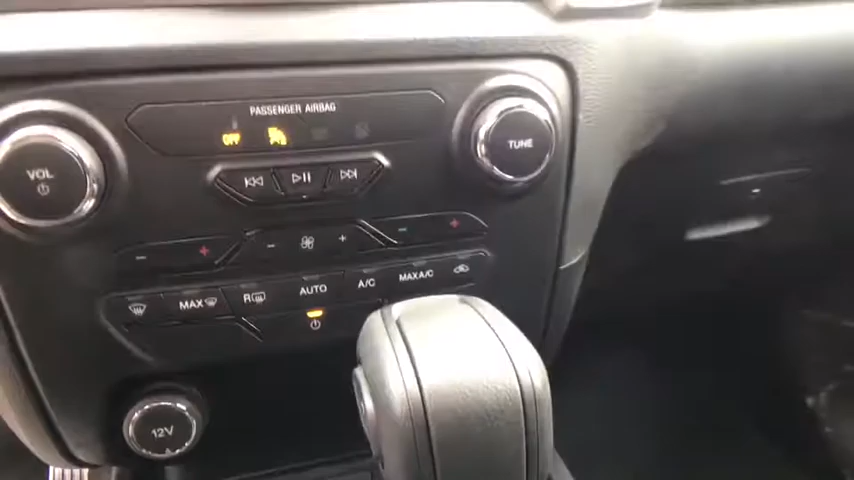 PASSENGER AIRBAG
OFF
VOL
TUNE
MAX
R
AUTO
A/C
MAX A/C
12V